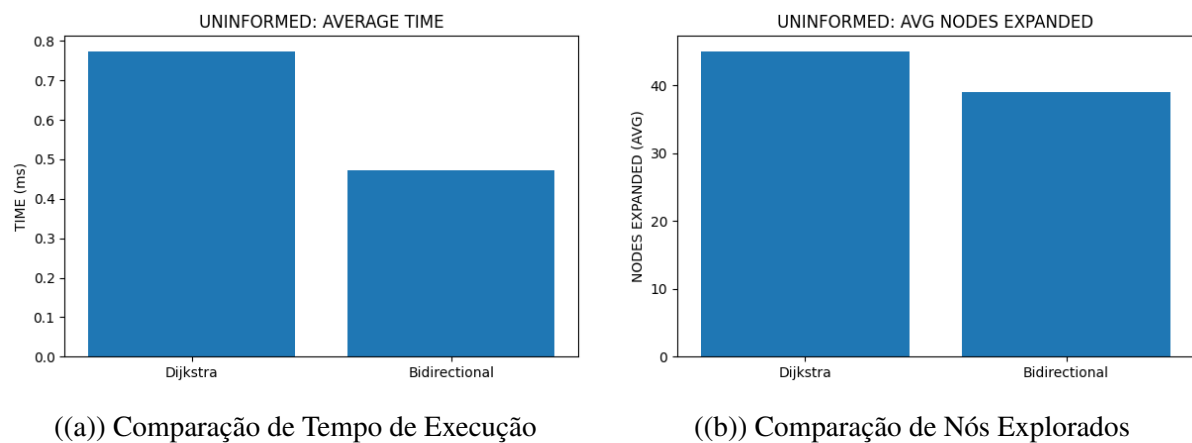 UNINFORMED: AVERAGE TIME
TIME (ms)
0.8
0.7
0.6
0.5
0.4
0.3
0.2
0.1
0.0
Dijkstra
Bidirectional
((a)) Comparação de Tempo de Execução
UNINFORMED: AVG NODES EXPANDED
NODES EXPANDED (AVG)
40
30
20
10
0
Dijkstra
Bidirectional
((b)) Comparação de Nós Explorados